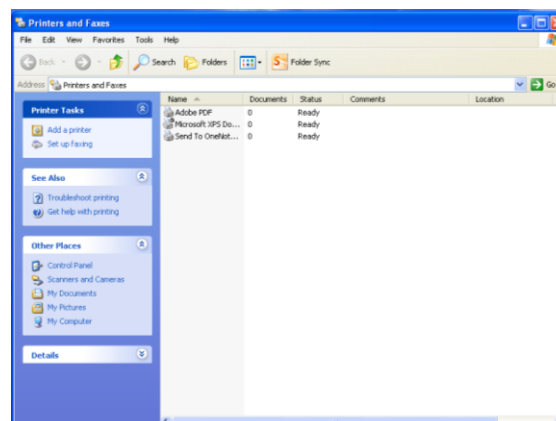 Printers and Faxes
File Edit View Favorites Tools Help
Back Search Folders Folder Sync
Address Printers and Faxes Go
Name Documents Status Comments Location
Adobe PDF 0 Ready
Microsoft XPS Do... 0 Ready
Send To OneNot... 0 Ready
Printer Tasks
Add a printer
Set up faxing
See Also
Troubleshoot printing
Get help with printing
Other Places
Control Panel
Scanners and Cameras
My Documents
My Pictures
My Computer
Details